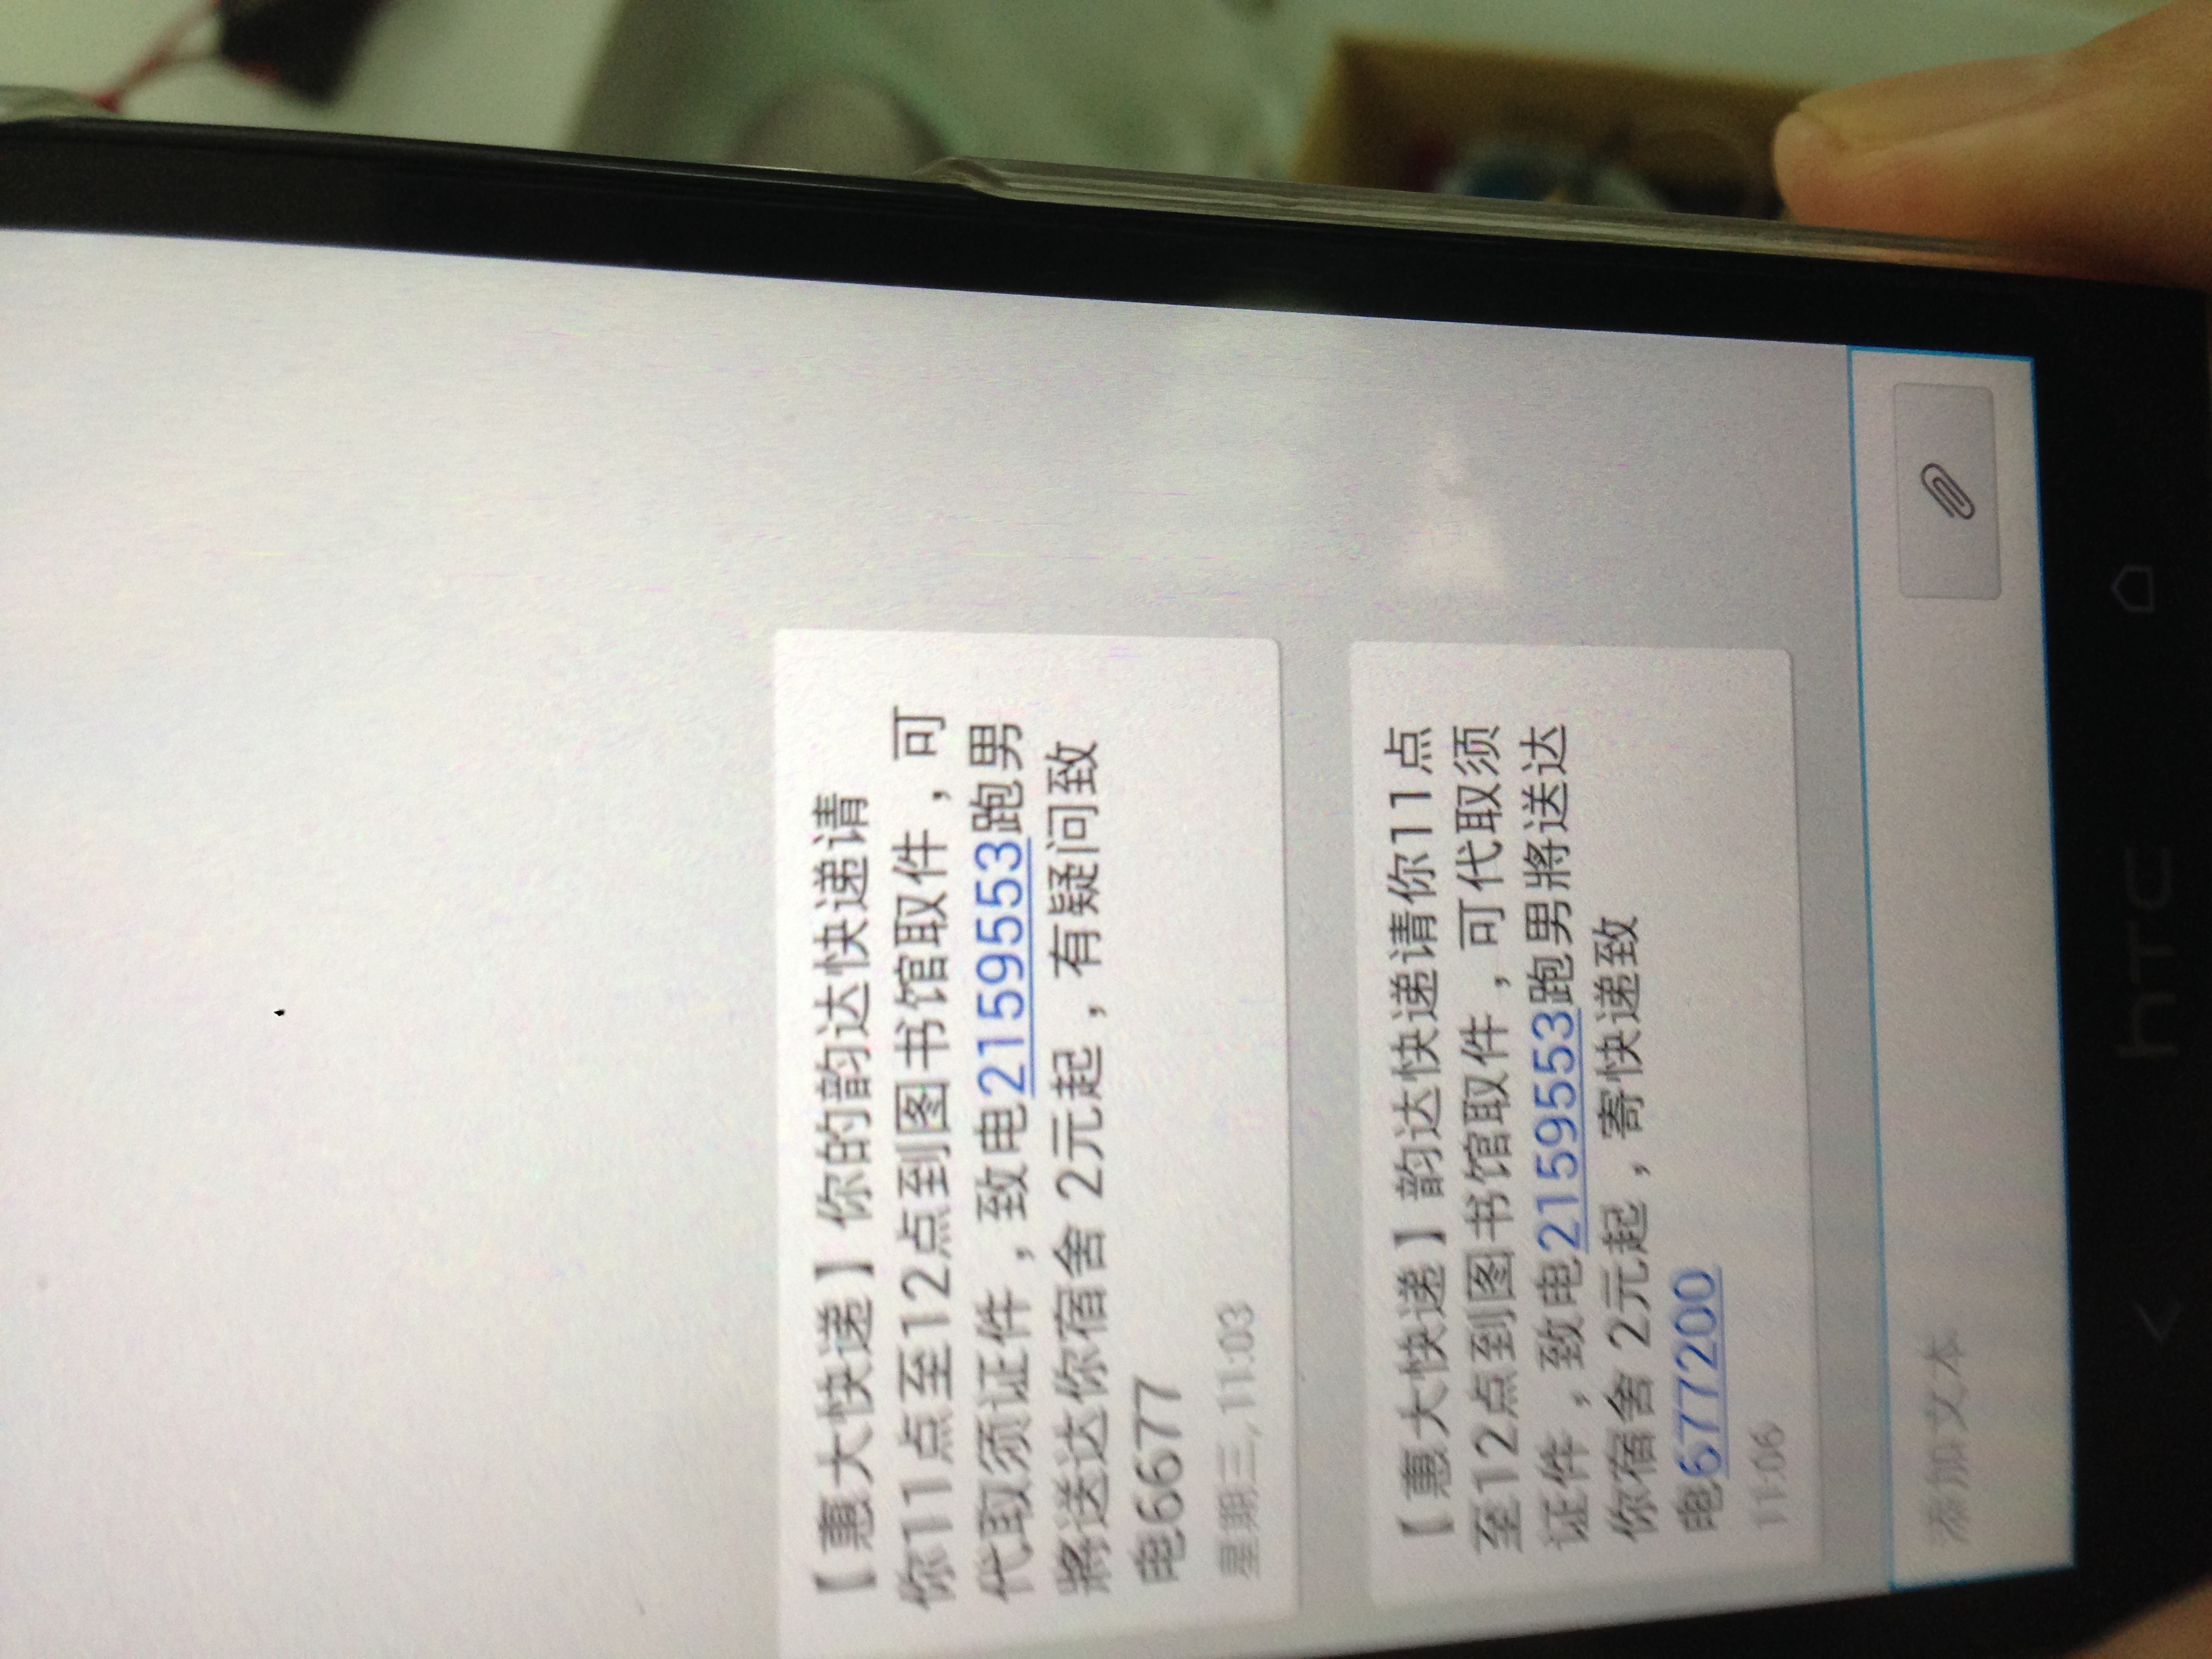 【惠大快递】你的韵达快递请
你11点至12点到图书馆取件，可
代取须证件，致电2159553跑男
將送达你宿舍 2元起，有疑问致
电6677
星期三, 11:03
【惠大快递】韵达快递请你11点
至12点到图书馆取件，可代取须
证件，致电2159553跑男將送达
你宿舍 2元起，寄快递致
电677200
11:06
添加文本
hTC